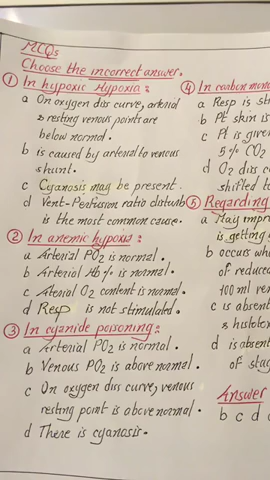 MCQs
Choose the incorrect answer.
① In hypoxic Hypoxia:
a On oxygen diss curve, arterial
& resting venous points are
below normal.
b is caused by arterial to venous
shunt.
c Cyanosis may be present.
d Vent-Perfusion ratio disturb
is the most common cause.
② In anemic hypoxia:
a Arterial PO2 is normal.
b Arterial Hb% is normal.
c Aterial O2 content is normal.
d Resp is not stimulated.
③ In cyanide poisoning:
a Arterial PO2 is normal.
b Venous PO2 is above normal.
c On oxygen diss curve, venous
resting point is above normal.
d There is cyanosis.
④ In carbon mon
a Resp is sti
b Pt skin is
c Pt is give
5% CO2
d O2 diss c
shifted to
⑤ Regarding
a May impr
is getting
b occurs wh
of reduce
100 ml
c is absent
& histo
d is absent
of sta
Answer
b c d